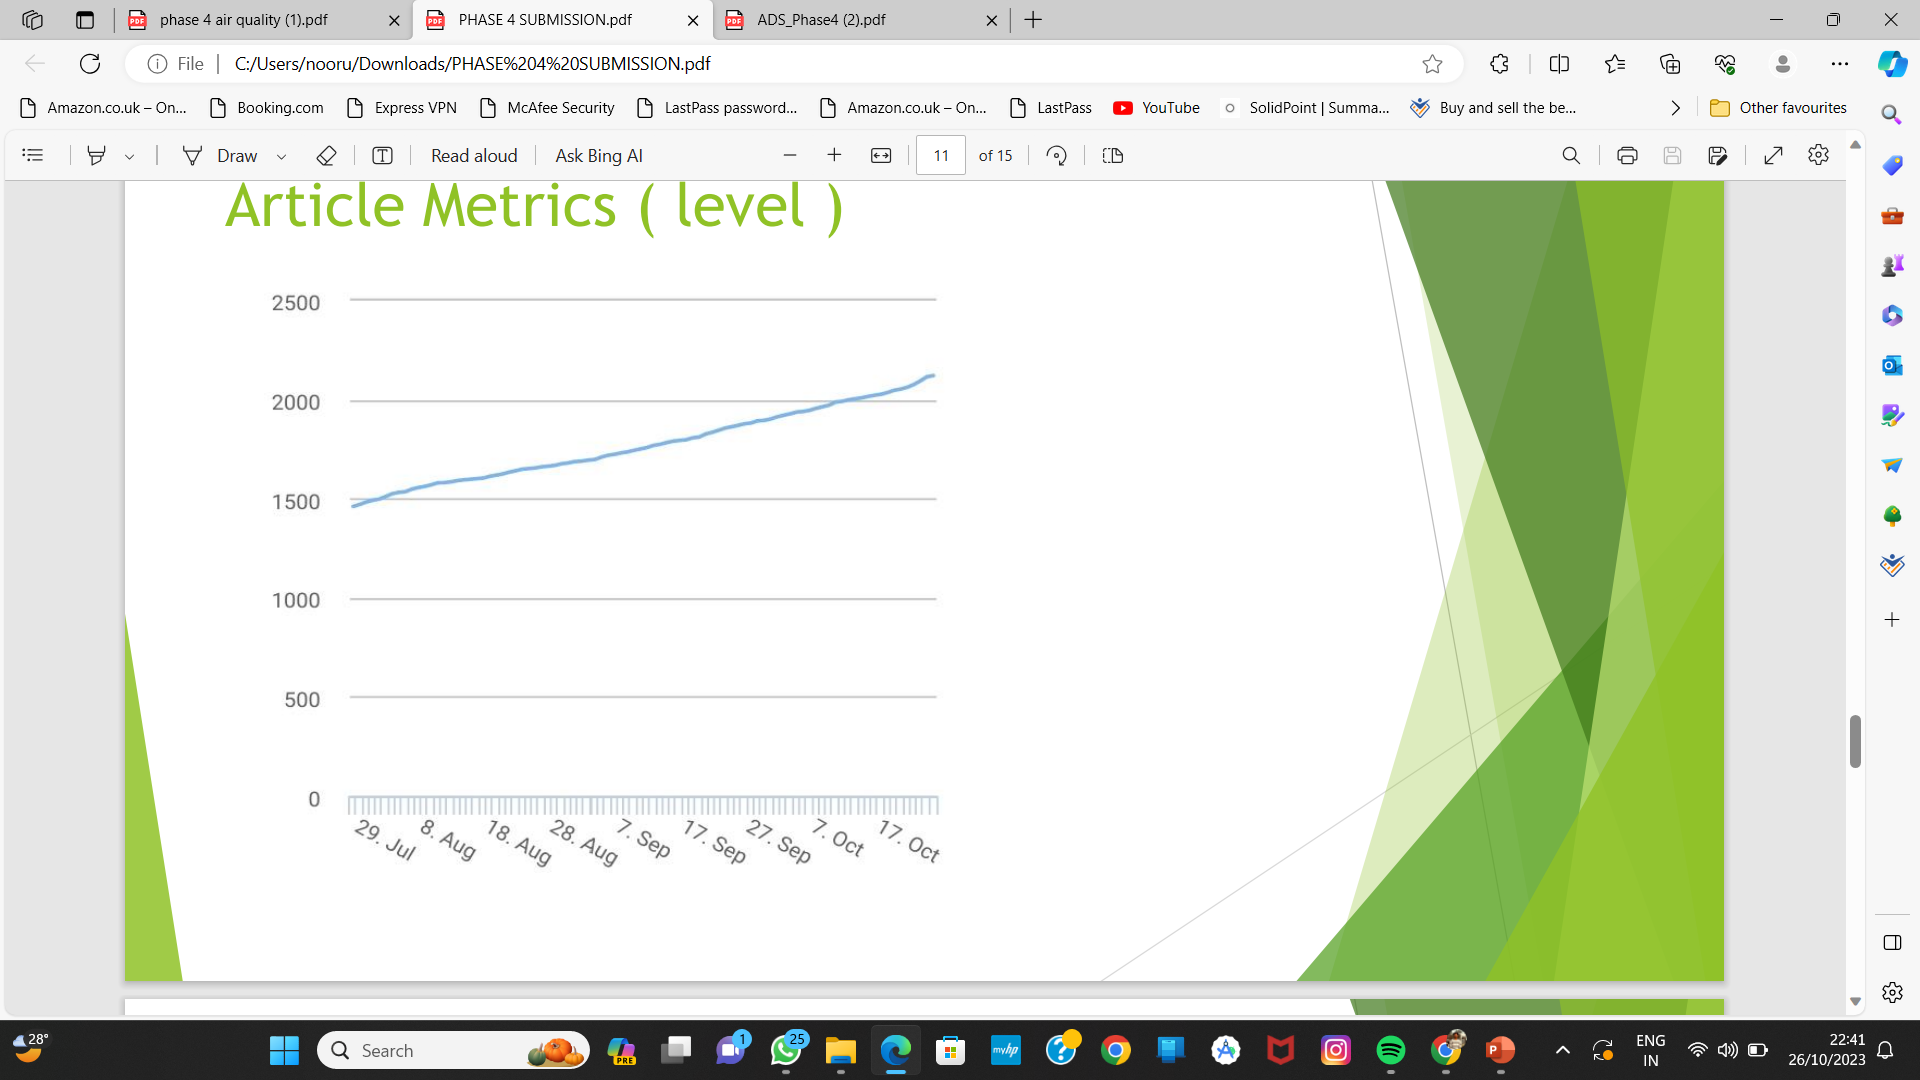 phase 4 air quality (1).pdf
PHASE 4 SUBMISSION.pdf
ADS_Phase4 (2).pdf
File
C:/Users/nooru/Downloads/PHASE%204%20SUBMISSION.pdf
Amazon.co.uk – On...
Booking.com
Express VPN
McAfee Security
LastPass password...
Amazon.co.uk – On...
LastPass
YouTube
SolidPoint | Summa...
Buy and sell the be...
Other favourites
Draw
Read aloud
Ask Bing AI
11 of 15
Article Metrics ( level )
2500
2000
1500
1000
500
0
29. Jul
8. Aug
18. Aug
28. Aug
7. Sep
17. Sep
27. Sep
7. Oct
17. Oct
28°
Search
PRE
1
25
myhp
ENG
IN
22:41
26/10/2023